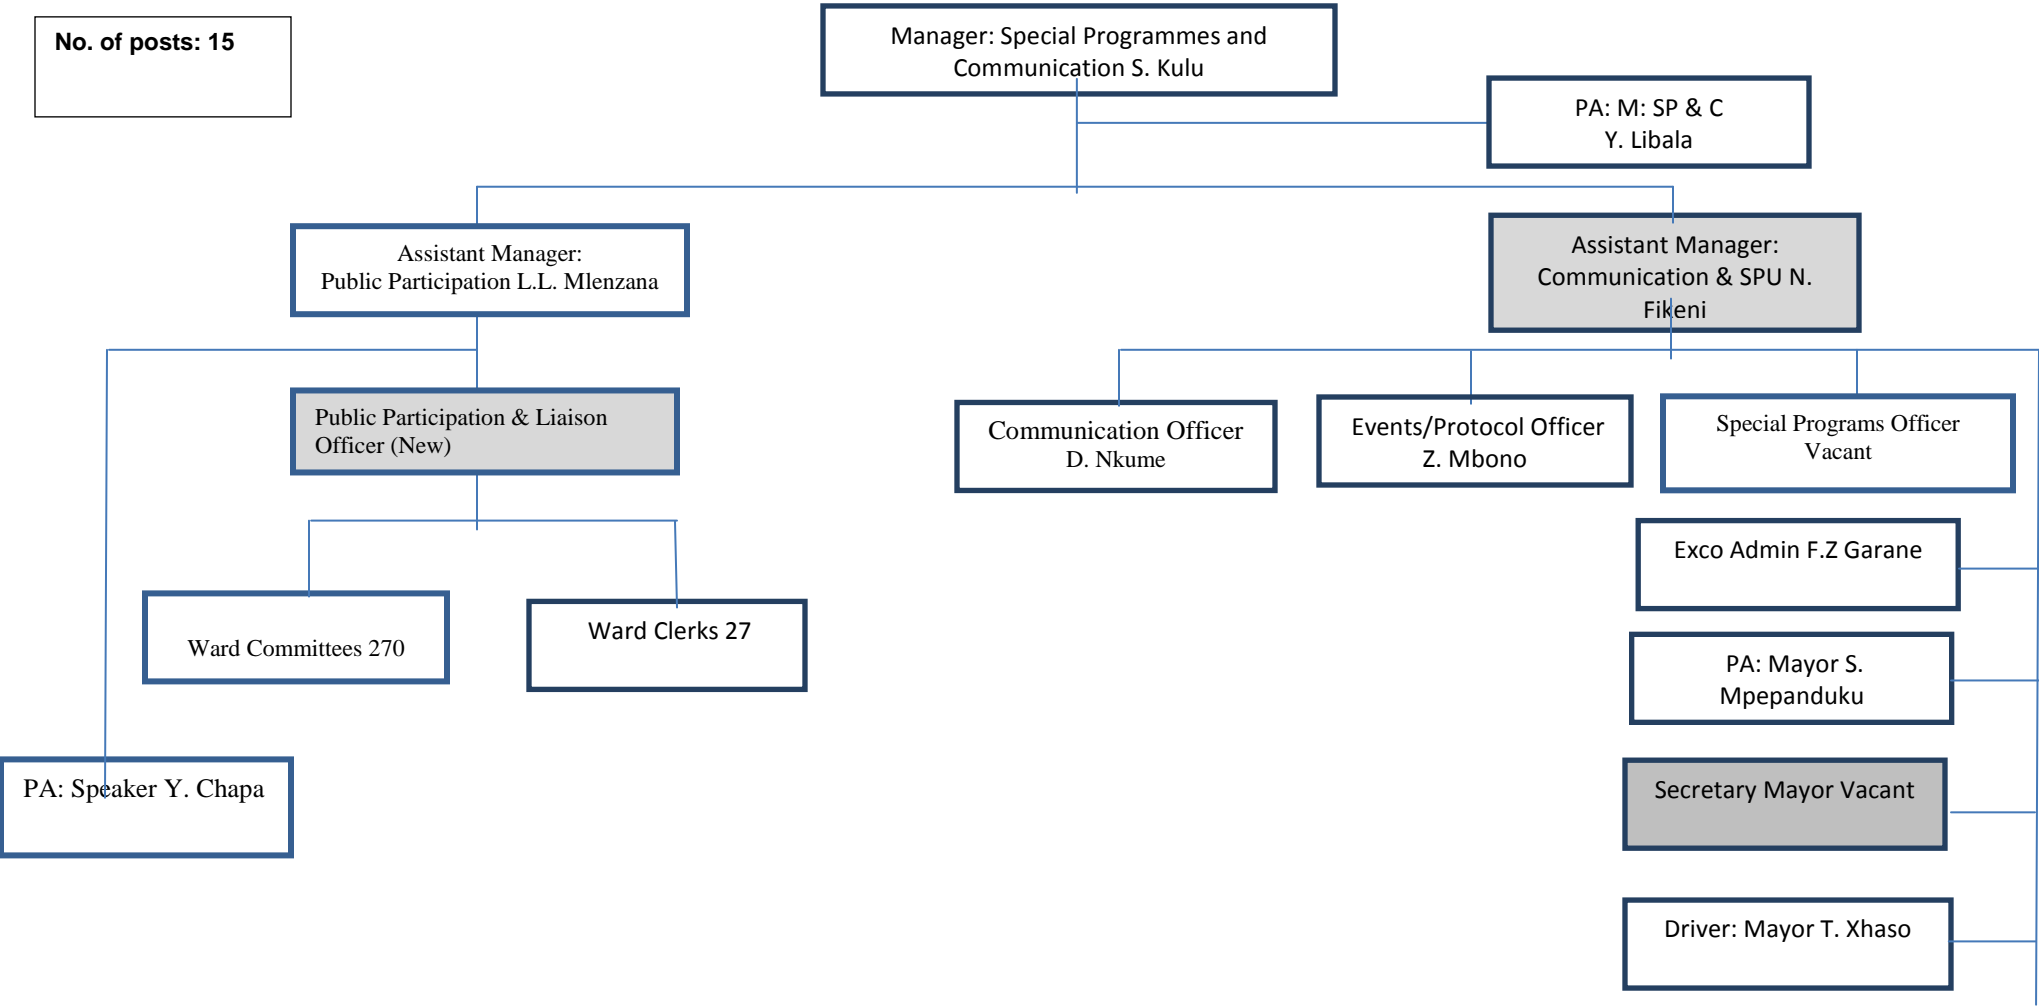 No. of posts: 15
Manager: Special Programmes and
Communication S. Kulu
PA: M: SP & C
Y. Libala
Assistant Manager:
Public Participation L.L. Mlenzana
Assistant Manager:
Communication & SPU N.
Fikeni
Public Participation & Liaison
Officer (New)
Communication Officer
D. Nkume
Events/Protocol Officer
Z. Mbono
Special Programs Officer
Vacant
Exco Admin F.Z Garane
Ward Committees 270
Ward Clerks 27
PA: Mayor S.
Mpepanduku
PA: Speaker Y. Chapa
Secretary Mayor Vacant
Driver: Mayor T. Xhaso